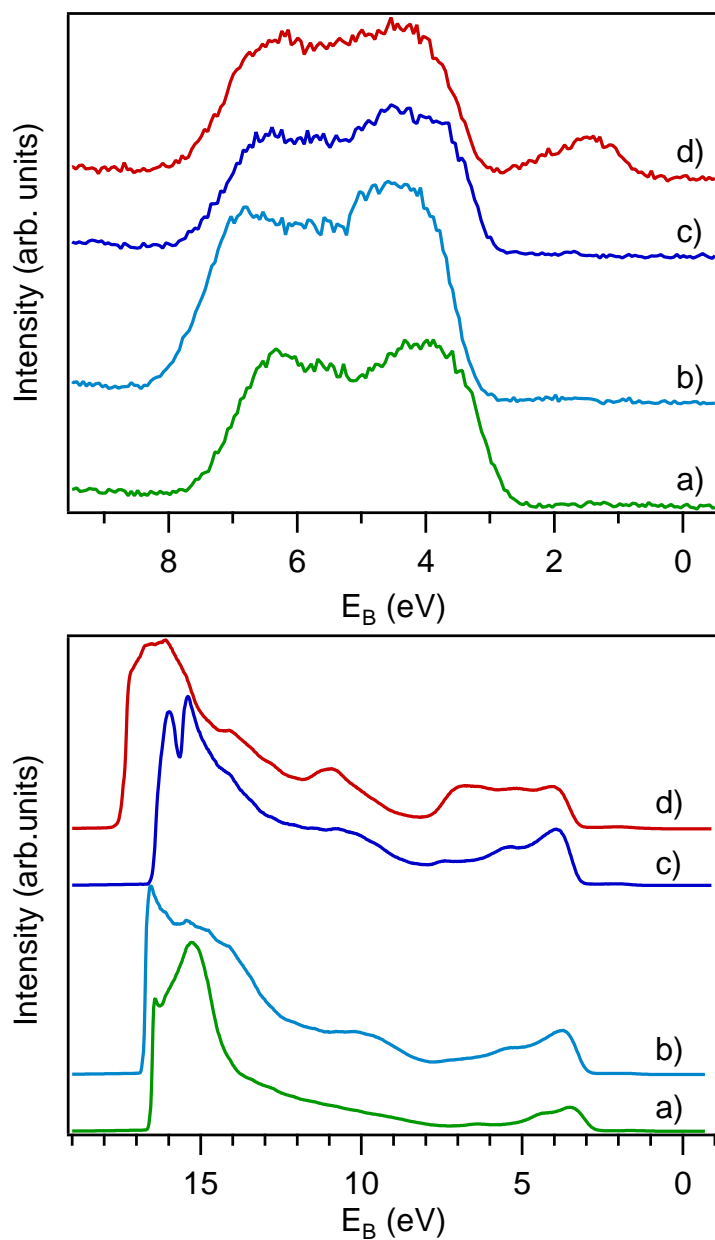 Intensity (arb. units)
d)
c)
b)
a)
8 6 4 2 0
E_B (eV)
Intensity (arb.units)
d)
c)
b)
a)
15 10 5 0
E_B (eV)